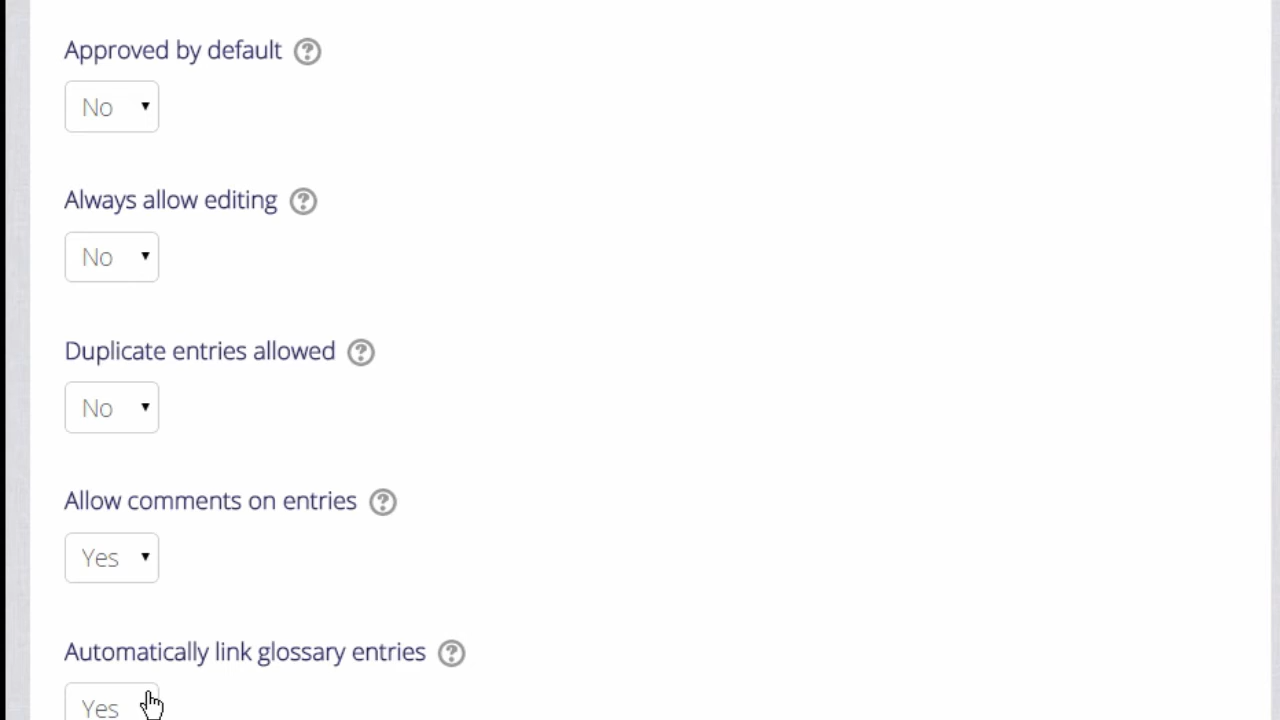 Approved by default
No
Always allow editing
No
Duplicate entries allowed
No
Allow comments on entries
Yes
Automatically link glossary entries
Yes